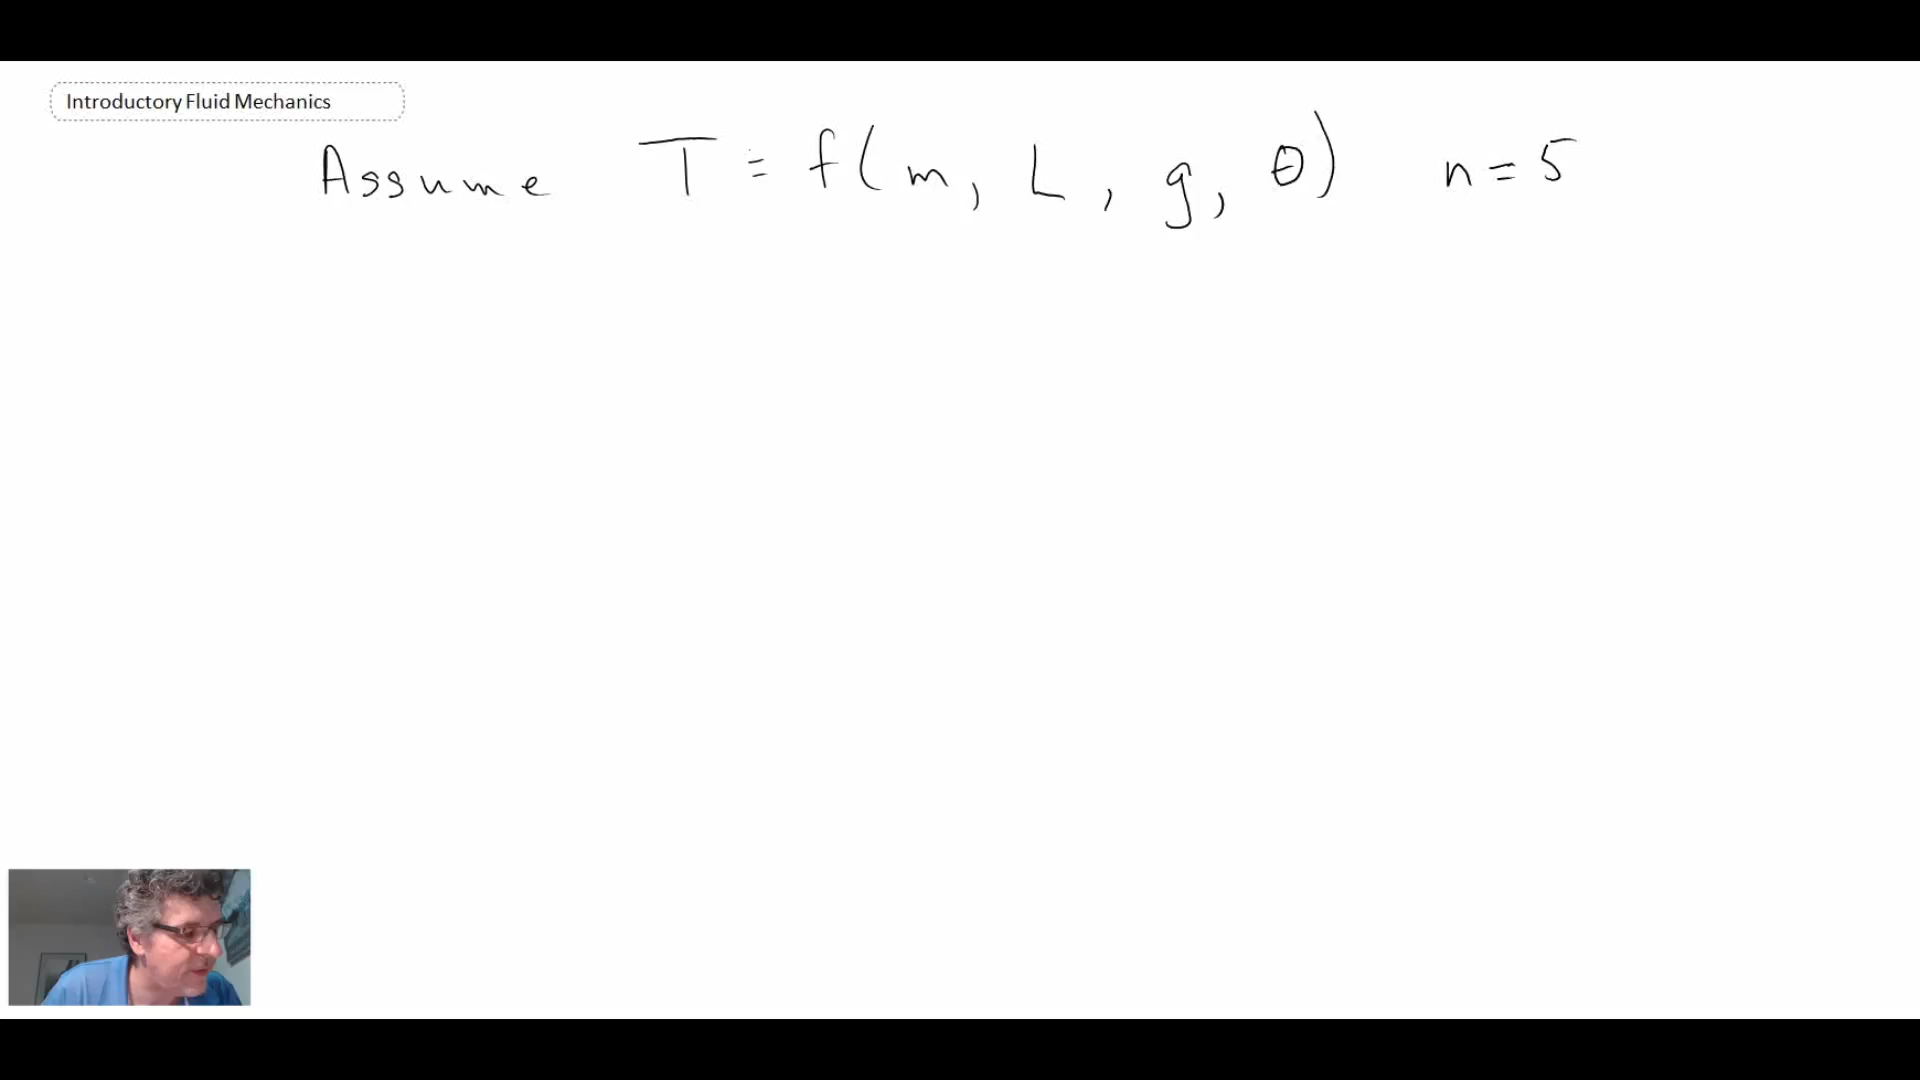 Introductory Fluid Mechanics
Assume T = f(m, L, g, θ) n = 5